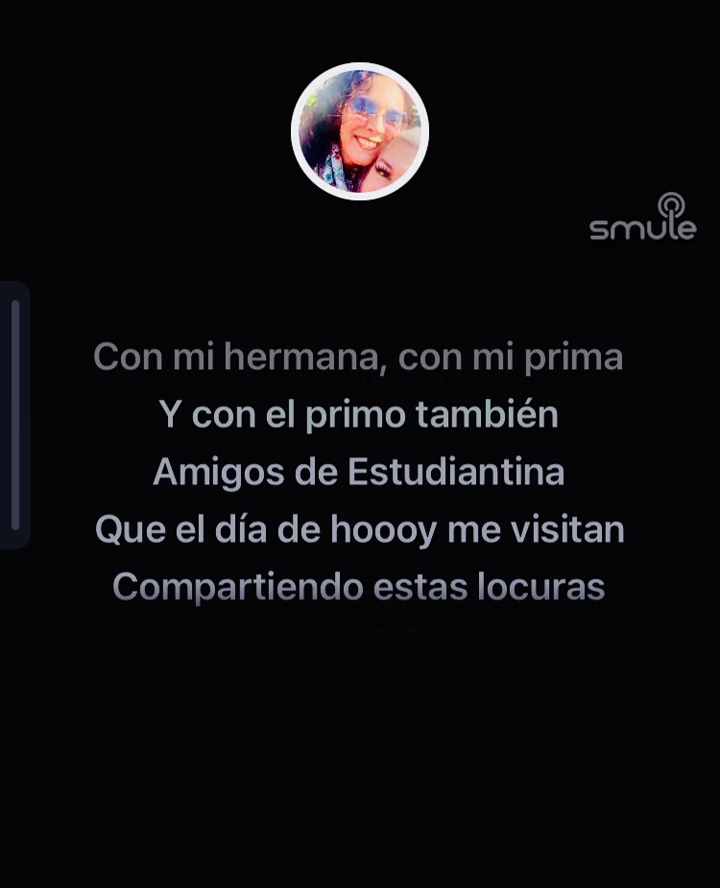 smule
Con mi hermana, con mi prima
Y con el primo también
Amigos de Estudiantina
Que el día de hoooy me visitan
Compartiendo estas locuras